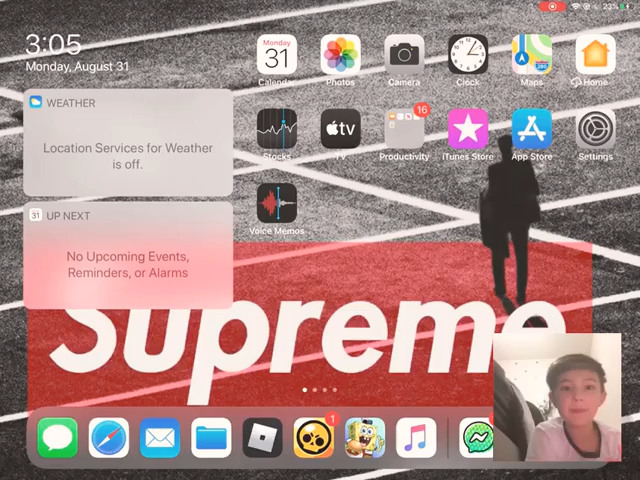 23%
3:05
Monday, August 31
WEATHER
Location Services for Weather
is off.
31
UP NEXT
No Upcoming Events,
Reminders, or Alarms
Monday
31
Calendar
Photos
Camera
Clock
280
Maps
Home
Stocks
tv
TV
16
Productivity
iTunes Store
App Store
Settings
Voice Memos
Supreme
1